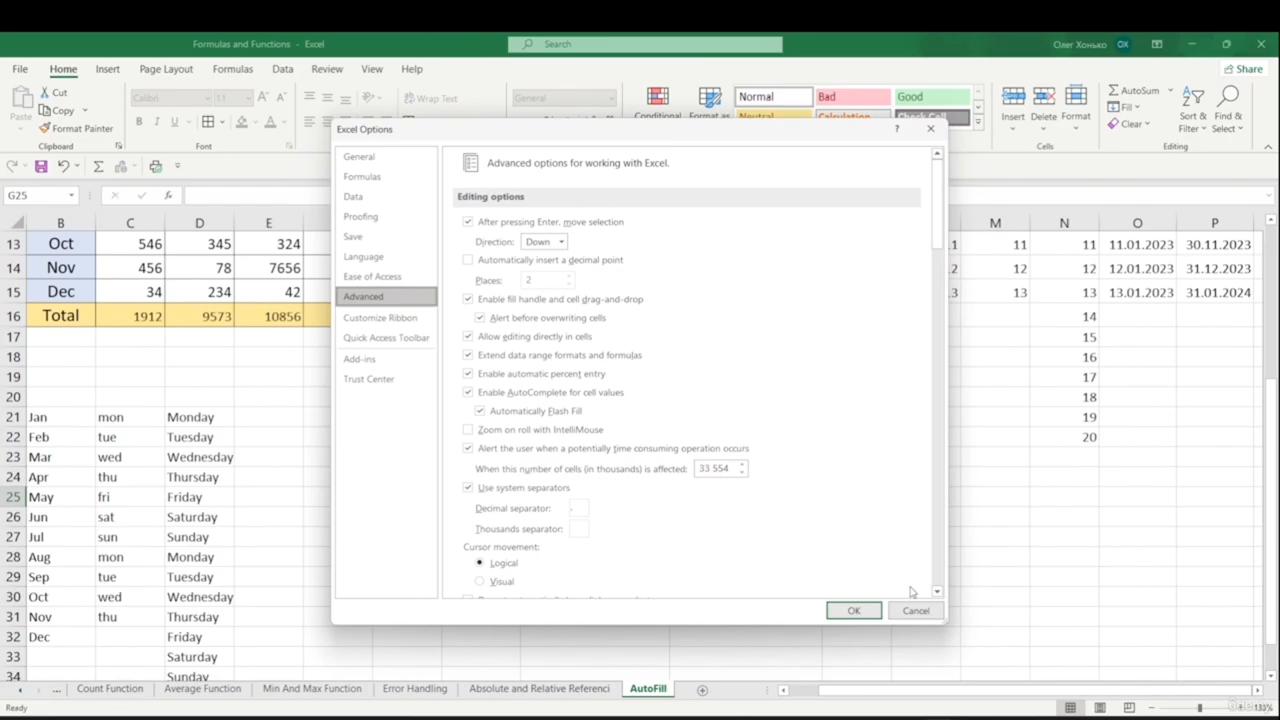 Formulas and Functions - Excel
Search
Олег Хонько
ОХ
File Home Insert Page Layout Formulas Data Review View Help
Share
Cut
Copy
Format Painter
Paste
Clipboard
Calibri 11
B I U
Font
Wrap Text
General
Conditional
Format as
Normal Bad Good
Neutral Calculation Check Cell
Insert Delete Format
Cells
AutoSum
Fill
Clear
Sort &
Filter
Find &
Select
Editing
G25
B C D E M N O P
13 Oct 546 345 324 11 11 11.01.2023 30.11.2023
14 Nov 456 78 7656 12 12 12.01.2023 31.12.2023
15 Dec 34 234 42 13 13 13.01.2023 31.01.2024
16 Total 1912 9573 10856 14
17 15
18 16
19 17
20 18
21 Jan mon Monday 19
22 Feb tue Tuesday 20
23 Mar wed Wednesday
24 Apr thu Thursday
25 May fri Friday
26 Jun sat Saturday
27 Jul sun Sunday
28 Aug mon Monday
29 Sep tue Tuesday
30 Oct wed Wednesday
31 Nov thu Thursday
32 Dec Friday
33 Saturday
34 Sunday
Excel Options
General
Formulas
Data
Proofing
Save
Language
Ease of Access
Advanced
Customize Ribbon
Quick Access Toolbar
Add-ins
Trust Center
Advanced options for working with Excel.
Editing options
After pressing Enter, move selection
Direction: Down
Automatically insert a decimal point
Places: 2
Enable fill handle and cell drag-and-drop
Alert before overwriting cells
Allow editing directly in cells
Extend data range formats and formulas
Enable automatic percent entry
Enable AutoComplete for cell values
Automatically Flash Fill
Zoom on roll with IntelliMouse
Alert the user when a potentially time consuming operation occurs
When this number of cells (in thousands) is affected: 33 554
Use system separators
Decimal separator:
Thousands separator:
Cursor movement:
Logical
Visual
OK Cancel
... Count Function Average Function Min And Max Function Error Handling Absolute and Relative Referenci AutoFill
Ready